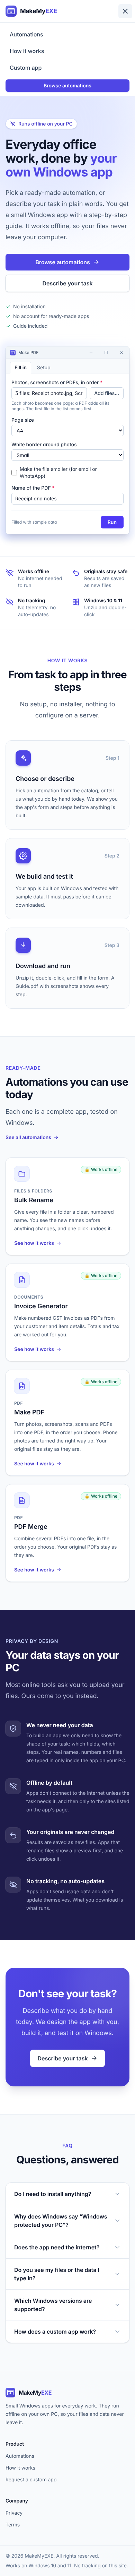 MakeMyEXE
Automations
How it works
Custom app
Browse automations
Runs offline on your PC
Everyday office
work, done by your
own Windows app
Pick a ready-made automation, or
describe your task in plain words. You get
a small Windows app with a step-by-step
guide. It works offline, so your files never
leave your computer.
Browse automations
Describe your task
No installation
No account for ready-made apps
Guide included
Make PDF
Fill in Setup
Photos, screenshots or PDFs, in order *
3 files: Receipt photo.jpg, Scr Add files...
Each photo becomes one page; a PDF adds all its
pages. The first file in the list comes first.
Page size
A4
White border around photos
Small
Make the file smaller (for email or
WhatsApp)
Name of the PDF *
Receipt and notes
Filled with sample data
Run
Works offline
No internet needed
to run
Originals stay safe
Results are saved
as new files
No tracking
No telemetry, no
auto-updates
Windows 10 & 11
Unzip and double-
click
HOW IT WORKS
From task to app in three
steps
No setup, no installer, nothing to
configure on a server.
Step 1
Choose or describe
Pick an automation from the catalog, or tell
us what you do by hand today. We show you
the app's form and steps before anything is
built.
Step 2
We build and test it
Your app is built on Windows and tested with
sample data. It must pass before it can be
downloaded.
Step 3
Download and run
Unzip it, double-click, and fill in the form. A
Guide.pdf with screenshots shows every
step.
READY-MADE
Automations you can use
today
Each one is a complete app, tested on
Windows.
See all automations
Works offline
FILES & FOLDERS
Bulk Rename
Give every file in a folder a clear, numbered
name. You see the new names before
anything changes, and one click undoes it.
See how it works
Works offline
DOCUMENTS
Invoice Generator
Make numbered GST invoices as PDFs from
your customer and item details. Totals and tax
are worked out for you.
See how it works
Works offline
PDF
Make PDF
Turn photos, screenshots, scans and PDFs
into one PDF, in the order you choose. Phone
photos are turned the right way up. Your
original files stay as they are.
See how it works
Works offline
PDF
PDF Merge
Combine several PDFs into one file, in the
order you choose. Your original PDFs stay as
they are.
See how it works
PRIVACY BY DESIGN
Your data stays on your
PC
Most online tools ask you to upload your
files. Ours come to you instead.
We never need your data
To build an app we only need to know the
shape of your task: which fields, which
steps. Your real names, numbers and files
are never part of it, and never in the guide.
Offline by default
Apps don't connect to the internet unless the
task needs it, and then only to the sites listed
on the app's page.
Your originals are never changed
Results are saved as new files. Apps that
rename files show a preview first, and one
click undoes it.
No tracking, no auto-updates
Apps don't send usage data and don't
update themselves. What you download is
what runs.
Don't see your task?
Describe what you do by hand
today. We design the app with you,
build it, and test it on Windows.
Describe your task
FAQ
Questions, answered
Do I need to install anything?
Why does Windows say "Windows
protected your PC"?
Does the app need the internet?
Do you see my files or the data I
type in?
Which Windows versions are
supported?
How does a custom app work?
MakeMyEXE
Small Windows apps for everyday work. They run
offline on your own PC, so your files and data never
leave it.
Product
Automations
How it works
Request a custom app
Company
Privacy
Terms
© 2026 MakeMyEXE. All rights reserved.
Works on Windows 10 and 11. No tracking on this site.